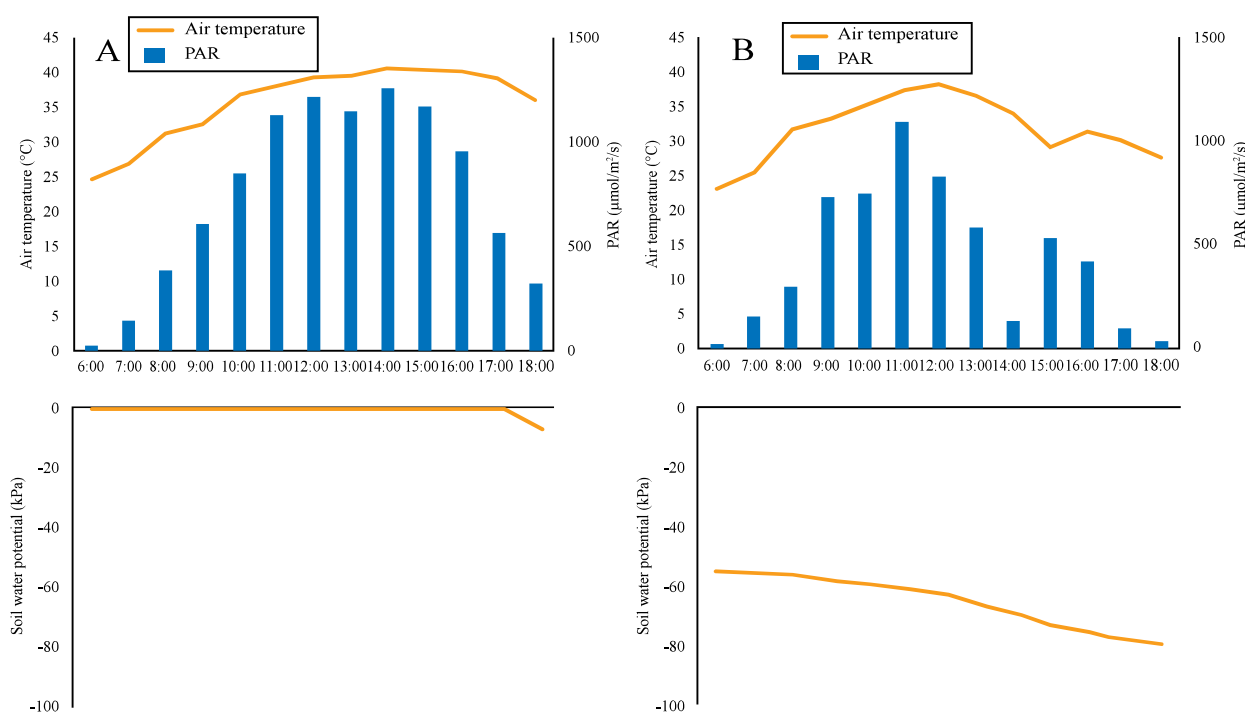 A
Air temperature
PAR
45
40
35
30
25
20
15
10
5
0
Air temperature (°C)
1500
1000
500
0
PAR (µmol/m²/s)
6:00 7:00 8:00 9:00 10:00 11:00 12:00 13:00 14:00 15:00 16:00 17:00 18:00
B
Air temperature
PAR
45
40
35
30
25
20
15
10
5
0
Air temperature (°C)
1500
1000
500
0
PAR (µmol/m²/s)
6:00 7:00 8:00 9:00 10:00 11:00 12:00 13:00 14:00 15:00 16:00 17:00 18:00
0
-20
-40
-60
-80
-100
Soil water potential (kPa)
0
-20
-40
-60
-80
-100
Soil water potential (kPa)